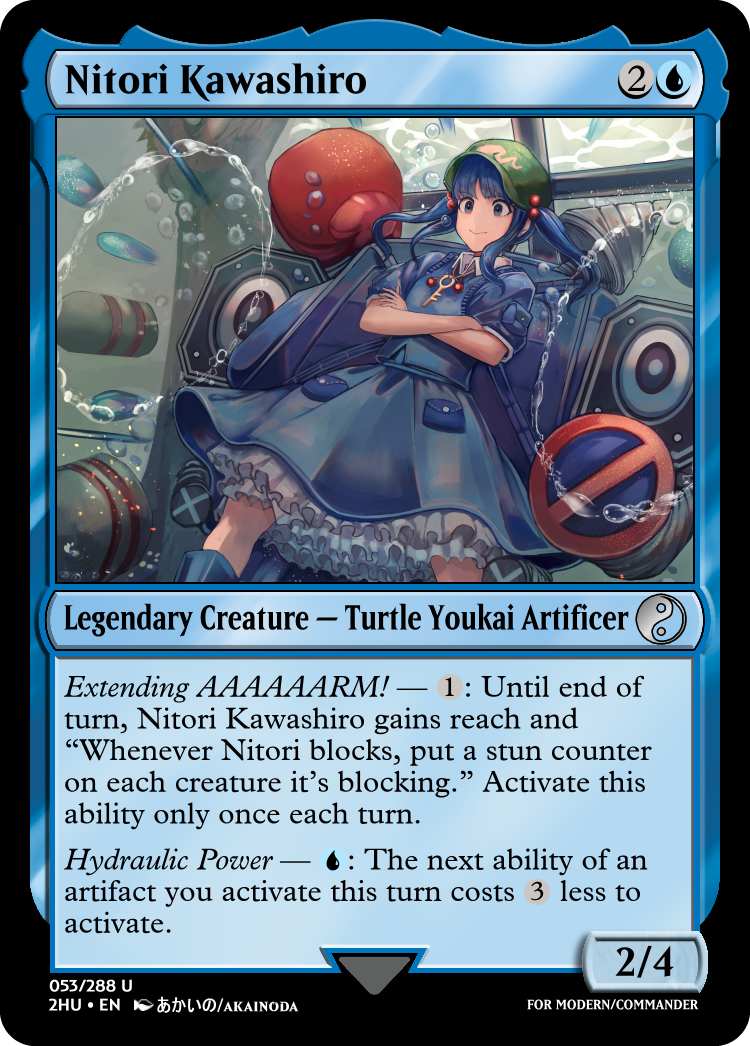 Nitori Kawashiro 2
Legendary Creature — Turtle Youkai Artificer
Extending AAAAAARM! — 1: Until end of
turn, Nitori Kawashiro gains reach and
“Whenever Nitori blocks, put a stun counter
on each creature it’s blocking.” Activate this
ability only once each turn.
Hydraulic Power — : The next ability of an
artifact you activate this turn costs 3 less to
activate.
2/4
053/288 U
2HU • EN あかいの/AKAINODA
FOR MODERN/COMMANDER